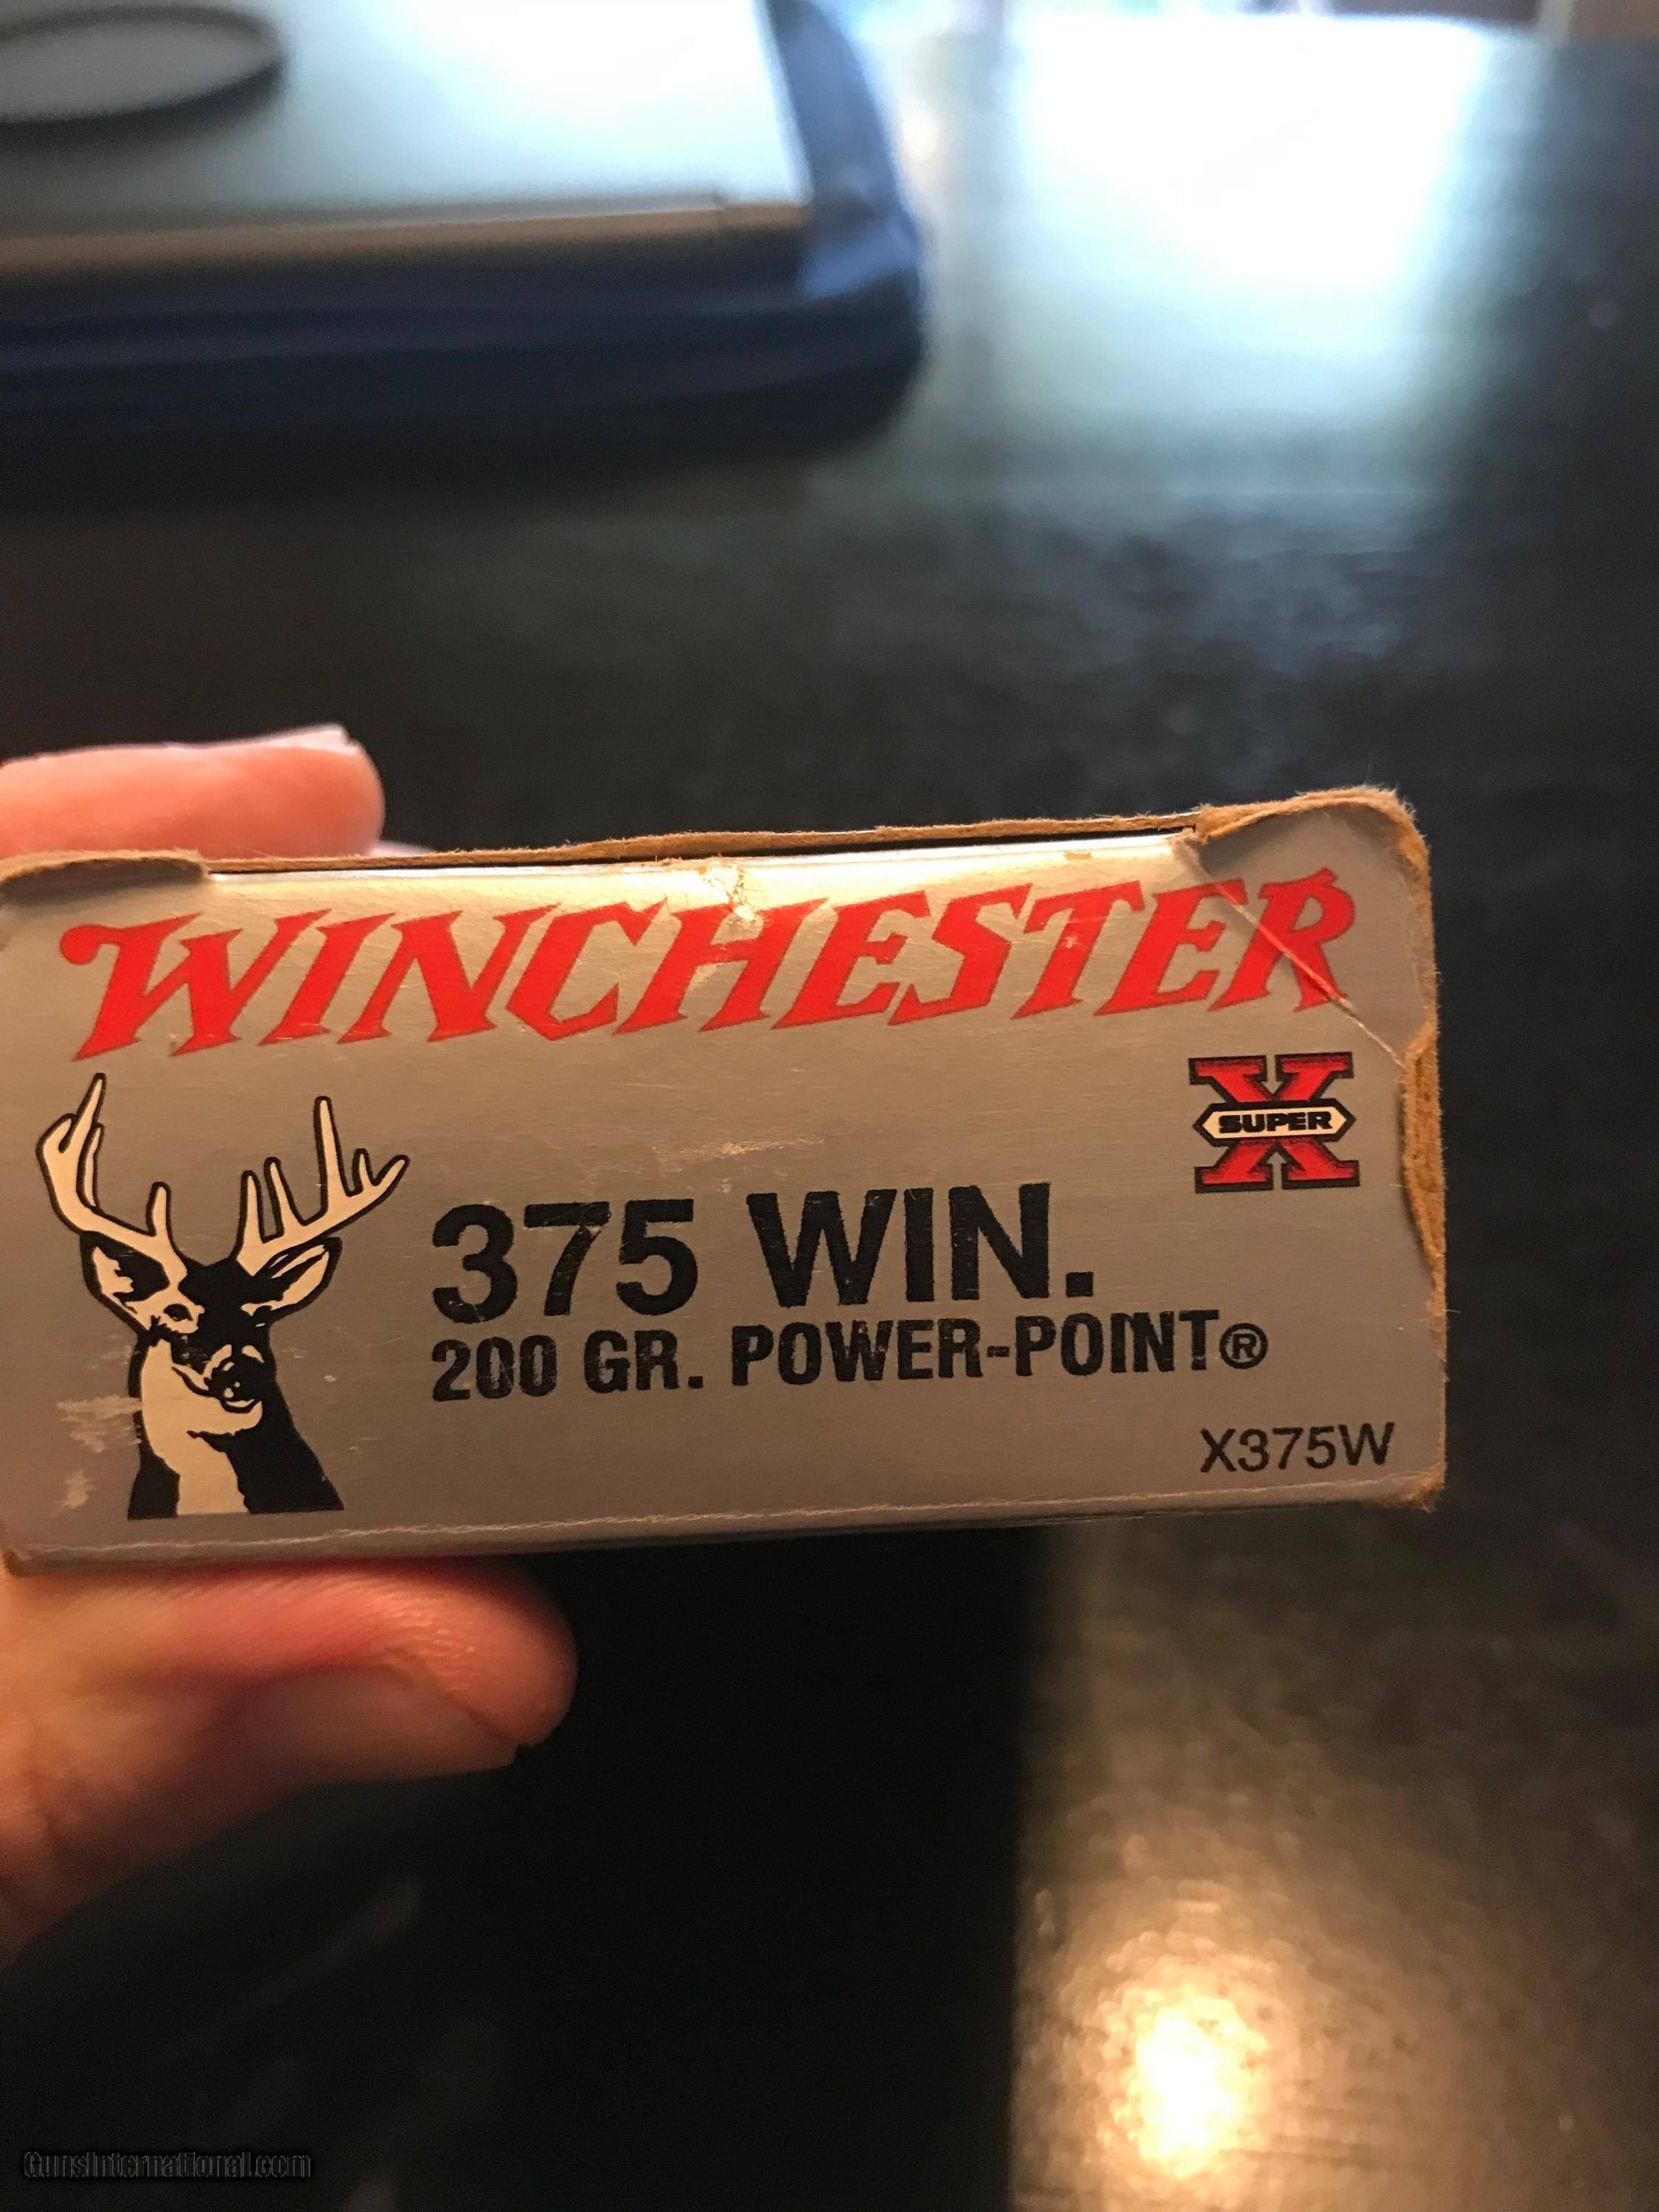 WINCHESTER
X
SUPER
375 WIN.
200 GR. POWER-POINT®
X375W
GunsInternational.com